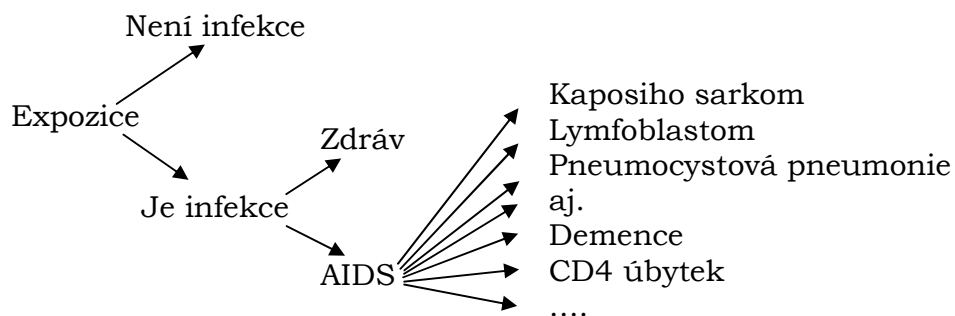 Není infekce
Expozice
Je infekce
Zdráv
AIDS
Kaposiho sarkom
Lymfoblastom
Pneumocystová pneumonie
aj.
Demence
CD4 úbytek
....